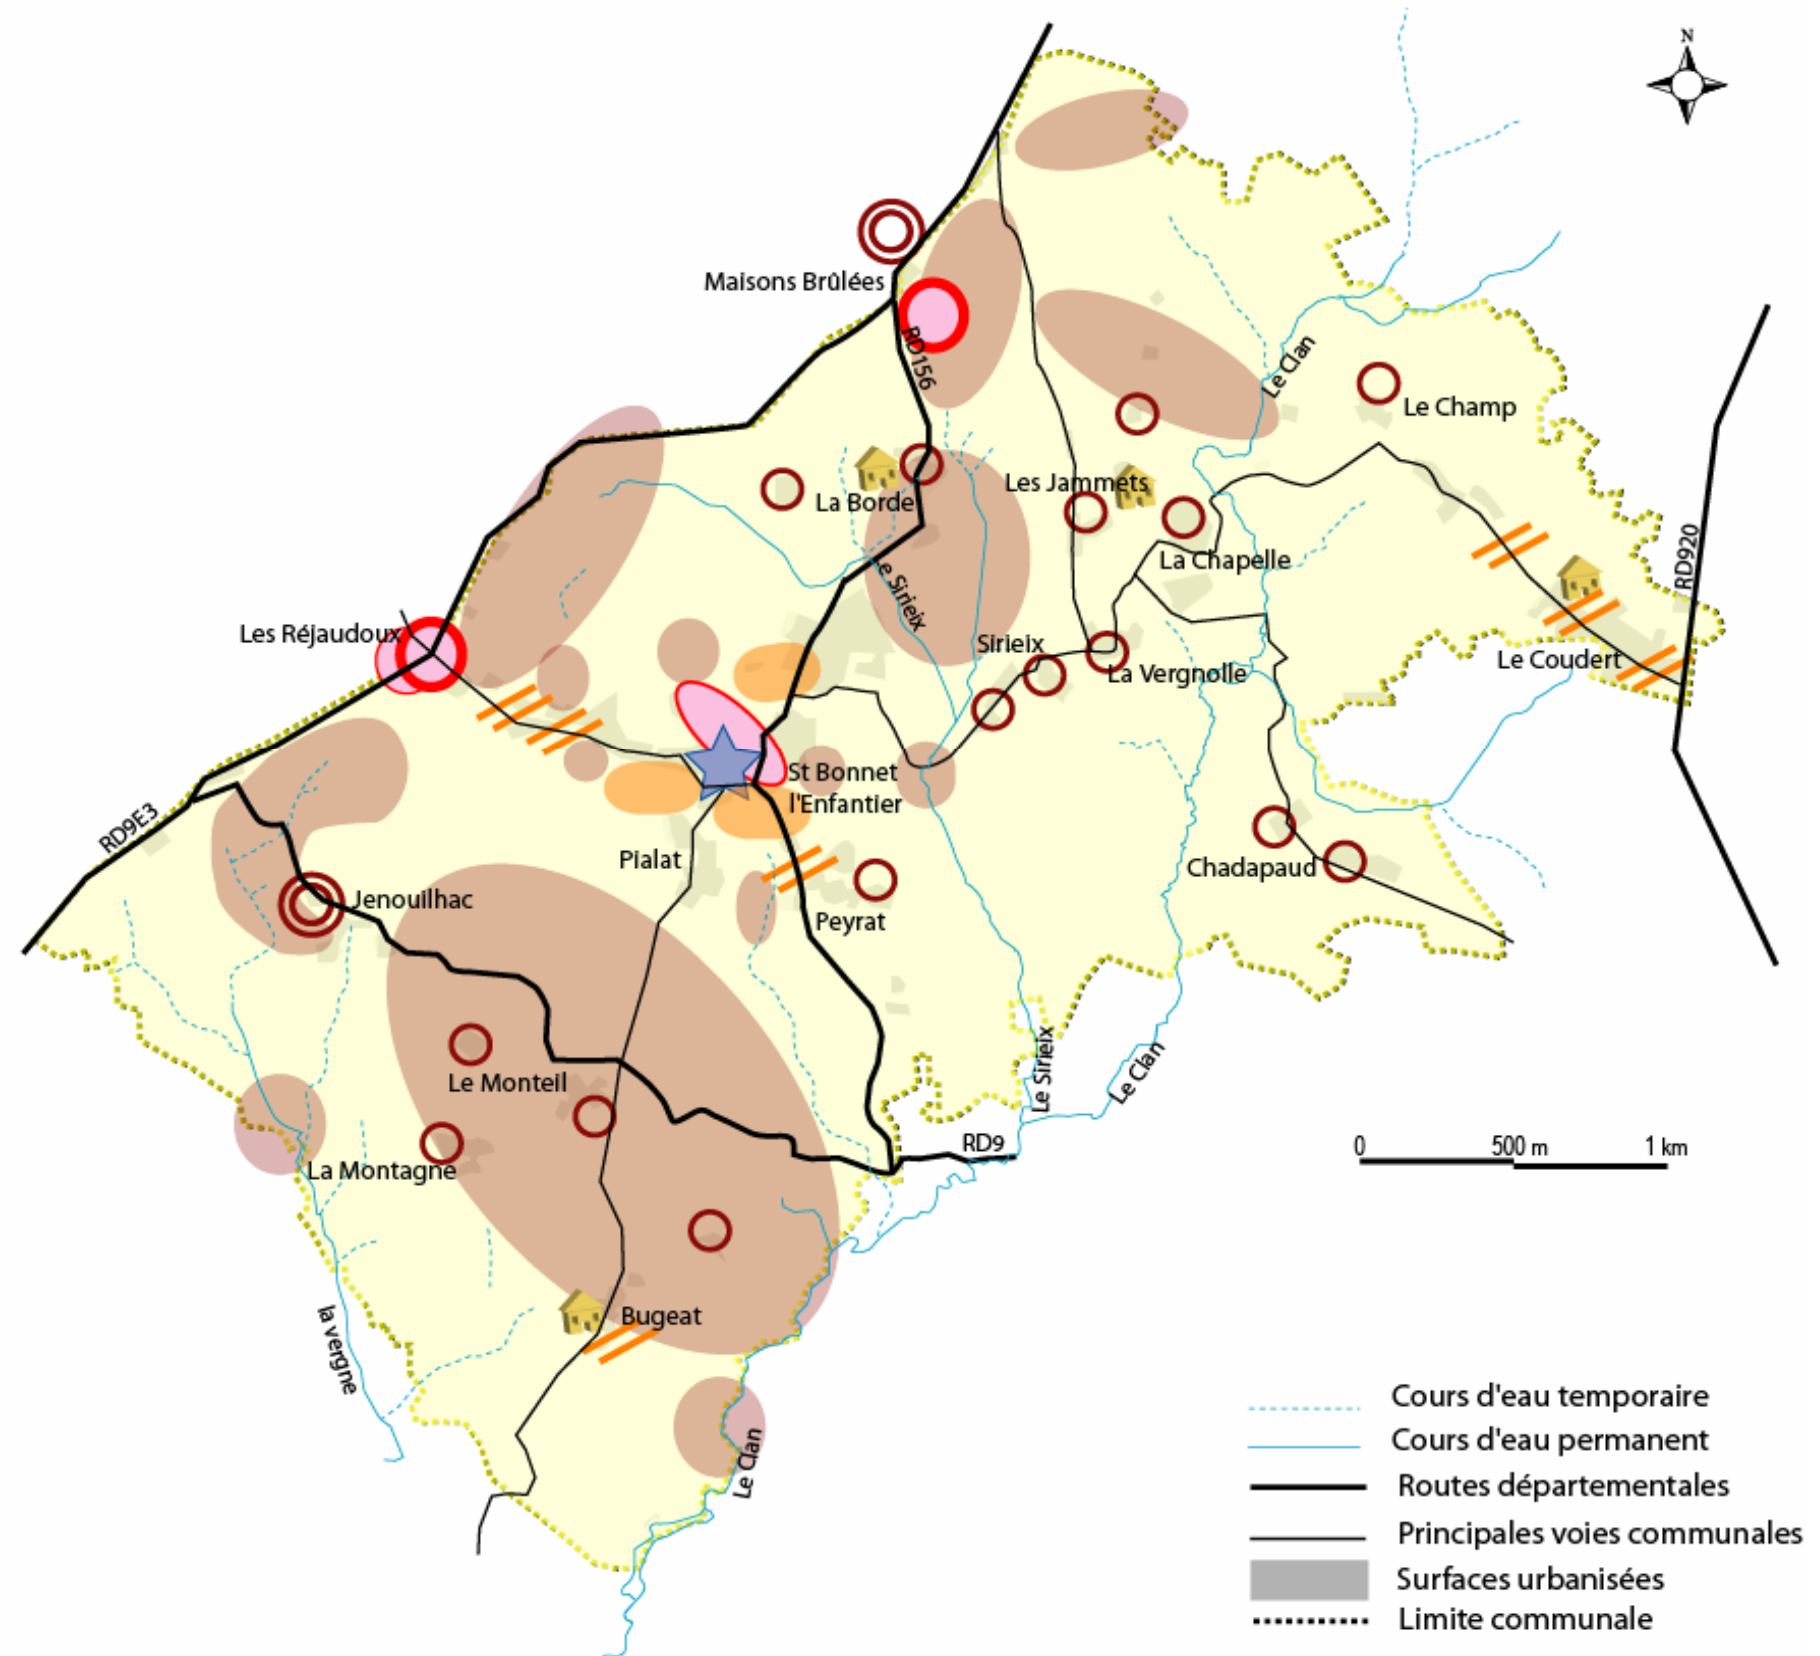 N
Maisons Brûlées
RD156
Le Clan
Le Champ
Les Jammets
La Borde
RD920
La Chapelle
Le Sirieix
Les Réjaudoux
Sirieix
Le Coudert
La Vergnolle
St Bonnet
l'Enfantier
RD9E3
Pialat
Chadapaud
Jenouilhac
Peyrat
Le Sirieix
Le Clan
Le Monteil
RD9
0 500 m 1 km
La Montagne
Bugeat
la vergne
Le Clan
Cours d'eau temporaire
Cours d'eau permanent
Routes départementales
Principales voies communales
Surfaces urbanisées
Limite communale